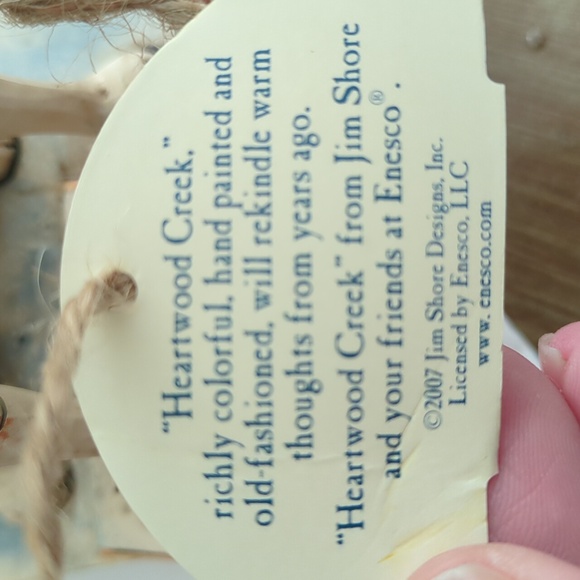 "Heartwood Creek,"
richly colorful, hand painted and
old-fashioned, will rekindle warm
thoughts from years ago.
"Heartwood Creek" from Jim Shore
and your friends at Enesco®.
©2007 Jim Shore Designs, Inc.
Licensed by Enesco, LLC
www.enesco.com